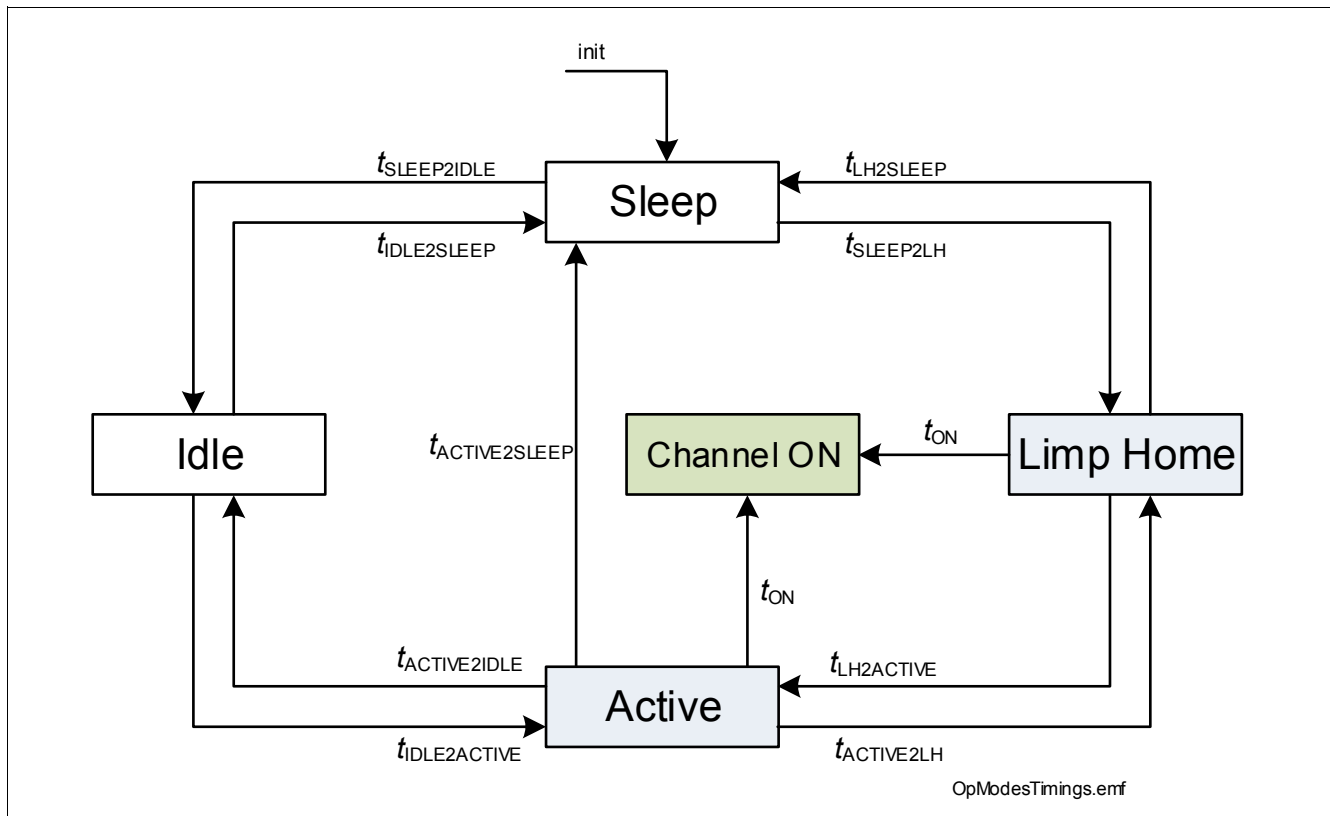 init
tSLEEP2IDLE
tLH2SLEEP
Sleep
tIDLE2SLEEP
tSLEEP2LH
Idle
tACTIVE2SLEEP
Channel ON
tON
Limp Home
tON
tACTIVE2IDLE
tLH2ACTIVE
Active
tIDLE2ACTIVE
tACTIVE2LH
OpModesTimings.emf